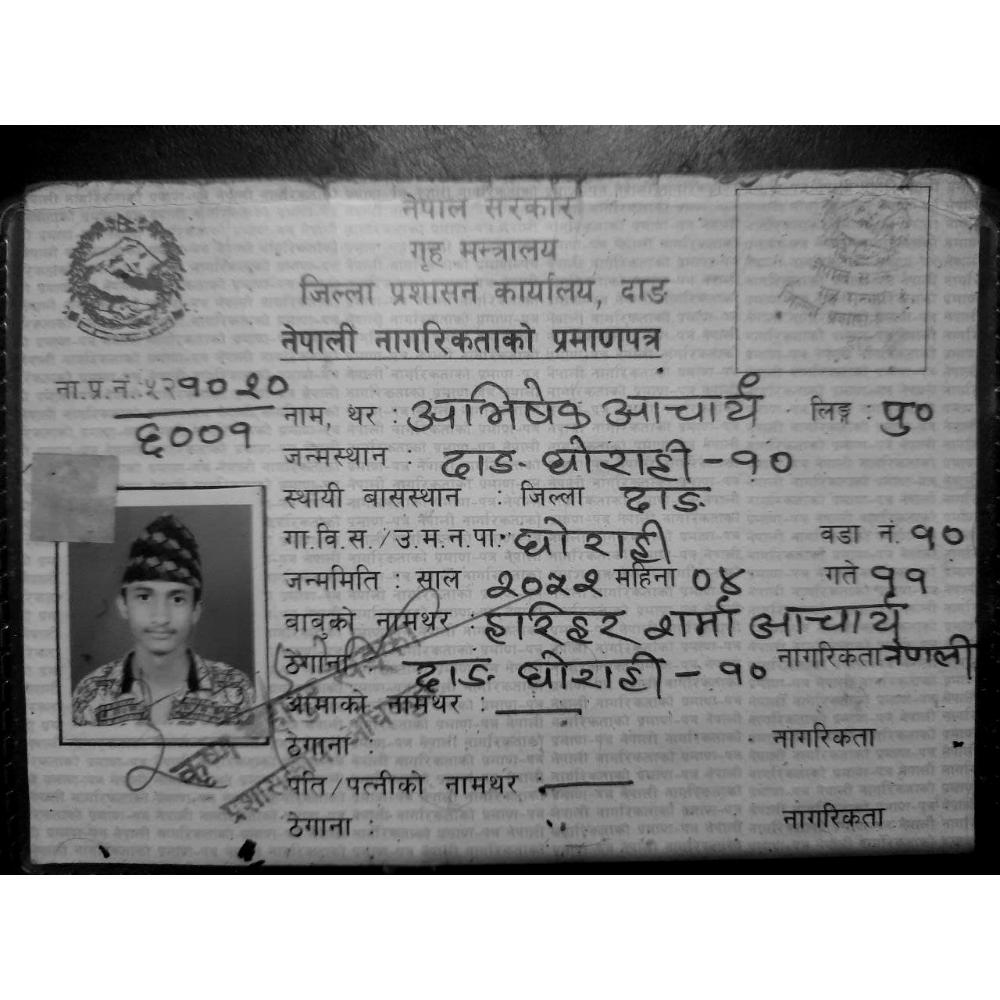 नेपाल सरकार
गृह मन्त्रालय
जिल्ला प्रशासन कार्यालय, दाङ
नेपाली नागरिकताको प्रमाणपत्र
ना.प्र.नं.:५२१०२०
६००१
नाम, थर : अभिषेक आचार्य लिङ्ग : पु०
जन्मस्थान : दाङ घोराही - १०
स्थायी बासस्थान : जिल्ला दाङ
गा.वि.स./उ.म.न.पा. घोराही वडा नं. १०
जन्ममिति : साल २०५२ महिना ०४ गते ११
बाबुको नामथर : हरिहर शर्मा आचार्य
ठेगाना : दाङ घोराही - १० नागरिकता नेपाली
आमाको नामथर :
ठेगाना : नागरिकता
पति/पत्नीको नामथर :
ठेगाना : नागरिकता